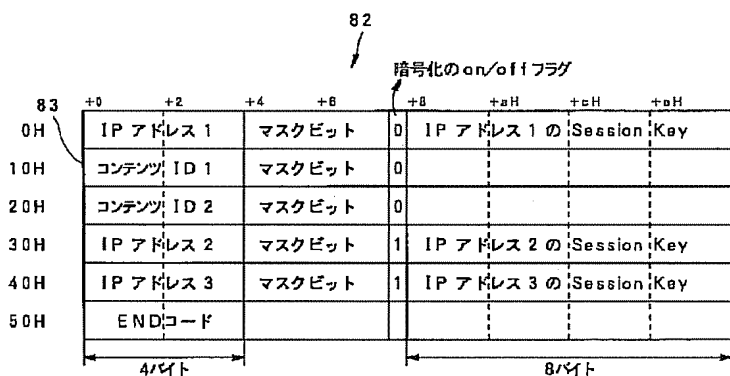 82
暗号化のon/offフラグ
83
+0 +2 +4 +6 +8 +aH +cH +eH
0H IPアドレス1 マスクビット 0 IPアドレス1のSession Key
10H コンテンツID1 マスクビット 0
20H コンテンツID2 マスクビット 0
30H IPアドレス2 マスクビット 1 IPアドレス2のSession Key
40H IPアドレス3 マスクビット 1 IPアドレス3のSession Key
50H ENDコード
4バイト 8バイト